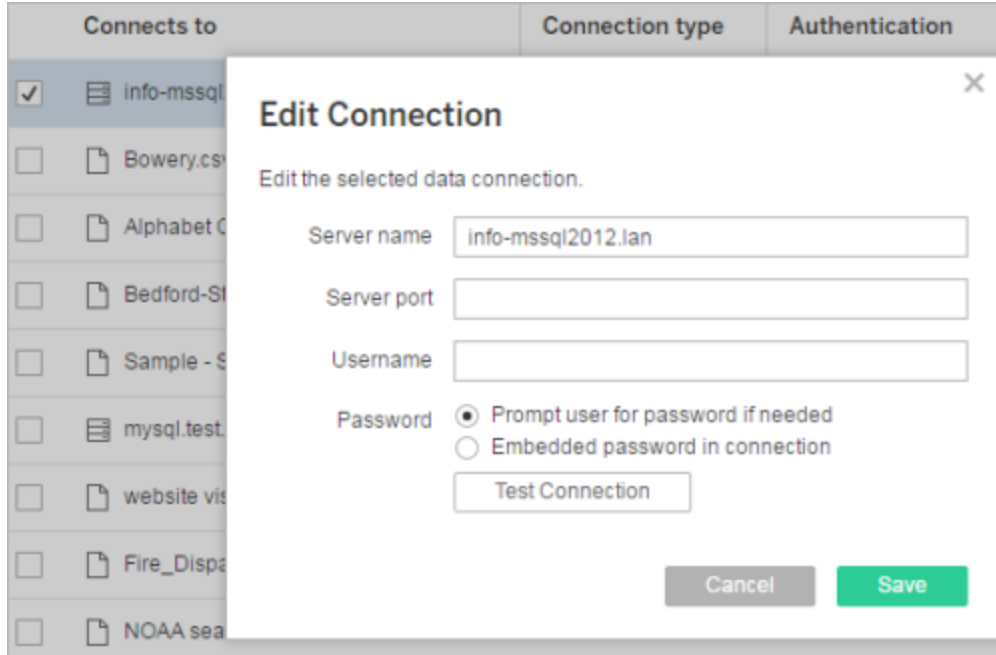 Connects to Connection type Authentication
info-mssql
Edit Connection
Edit the selected data connection.
Server name info-mssql2012.lan
Server port
Username
Password Prompt user for password if needed
Embedded password in connection
Test Connection
Cancel Save
Bowery.csv
Alphabet
Bedford-St
Sample - S
mysql.test.
website vis
Fire_Dispa
NOAA sea